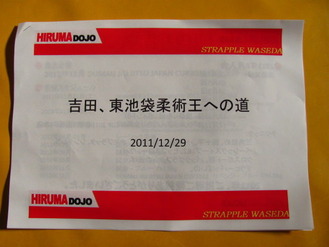 HIRUMA DOJO
STRAPPLE WASEDA
吉田、東池袋柔術王への道
2011/12/29
HIRUMA DOJO
STRAPPLE WASEDA